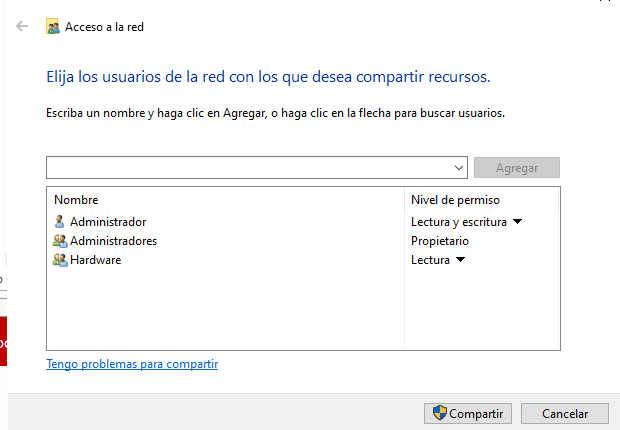 Acceso a la red
Elija los usuarios de la red con los que desea compartir recursos.
Escriba un nombre y haga clic en Agregar, o haga clic en la flecha para buscar usuarios.
Agregar
Nombre Nivel de permiso
Administrador Lectura y escritura
Administradores Propietario
Hardware Lectura
Tengo problemas para compartir
Compartir Cancelar